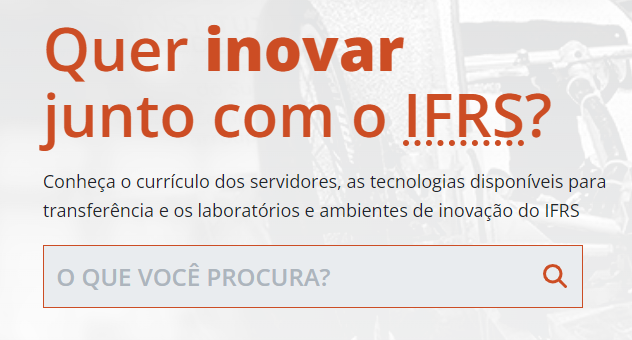 Quer inovar
junto com o IFRS?
Conheça o currículo dos servidores, as tecnologias disponíveis para
transferência e os laboratórios e ambientes de inovação do IFRS
O QUE VOCÊ PROCURA?